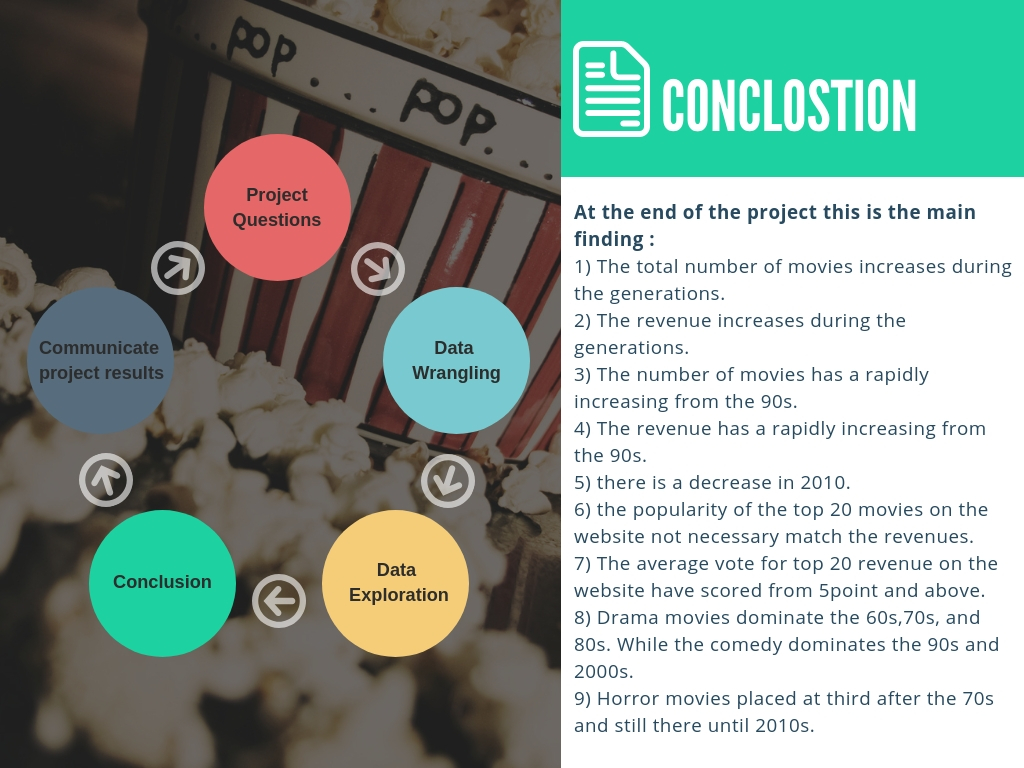 pop
pop
Project
Questions
Communicate
project results
Data
Wrangling
Conclusion
Data
Exploration
CONCLOSTION
At the end of the project this is the main
finding :
1) The total number of movies increases during
the generations.
2) The revenue increases during the
generations.
3) The number of movies has a rapidly
increasing from the 90s.
4) The revenue has a rapidly increasing from
the 90s.
5) there is a decrease in 2010.
6) the popularity of the top 20 movies on the
website not necessary match the revenues.
7) The average vote for top 20 revenue on the
website have scored from 5point and above.
8) Drama movies dominate the 60s,70s, and
80s. While the comedy dominates the 90s and
2000s.
9) Horror movies placed at third after the 70s
and still there until 2010s.